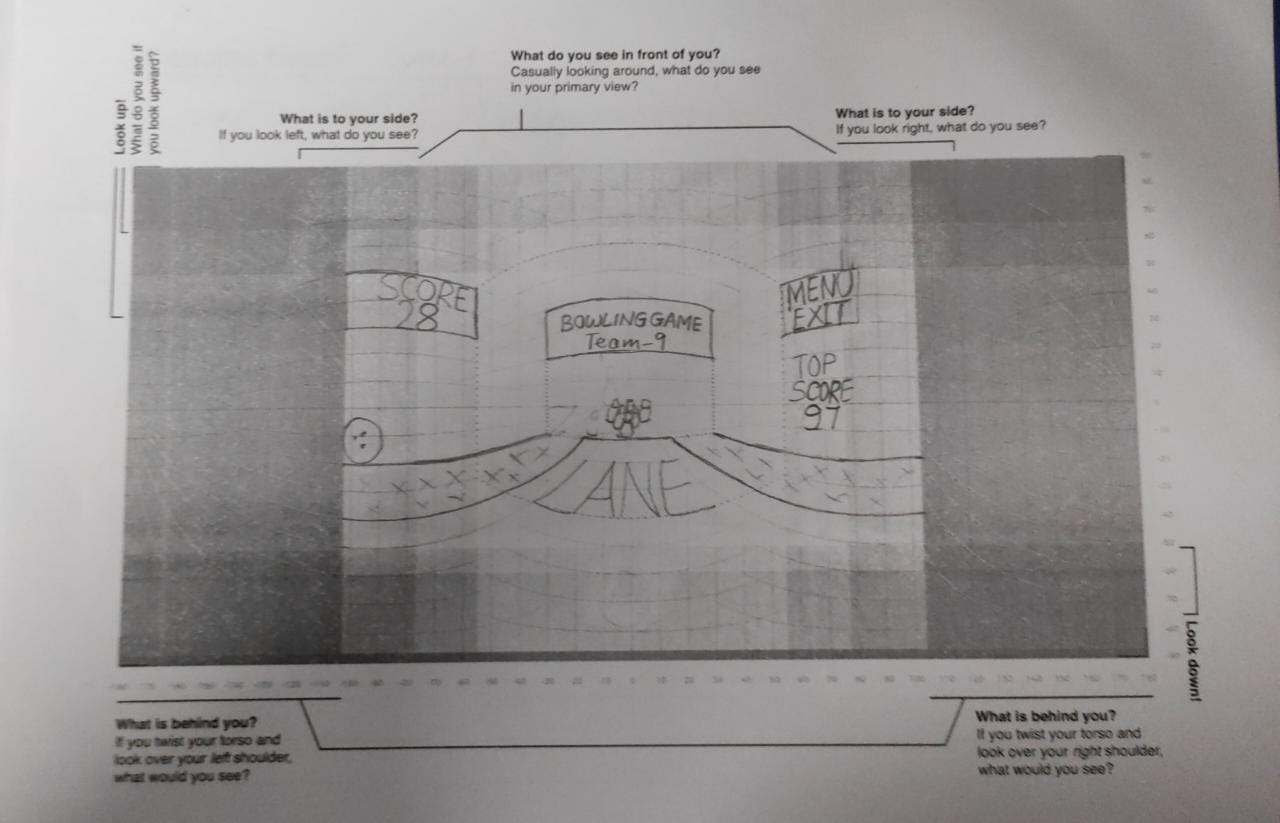 What do you see in front of you?
Casually looking around, what do you see
in your primary view?
What is to your side?
If you look left, what do you see?
What is to your side?
If you look right, what do you see?
Look up!
What do you see if
you look upward?
SCORE
28
BOWLING GAME
Team-9
MENU
EXIT
TOP
SCORE
97
LANE
Look down!
What is behind you?
If you twist your torso and
look over your left shoulder,
what would you see?
What is behind you?
If you twist your torso and
look over your right shoulder,
what would you see?